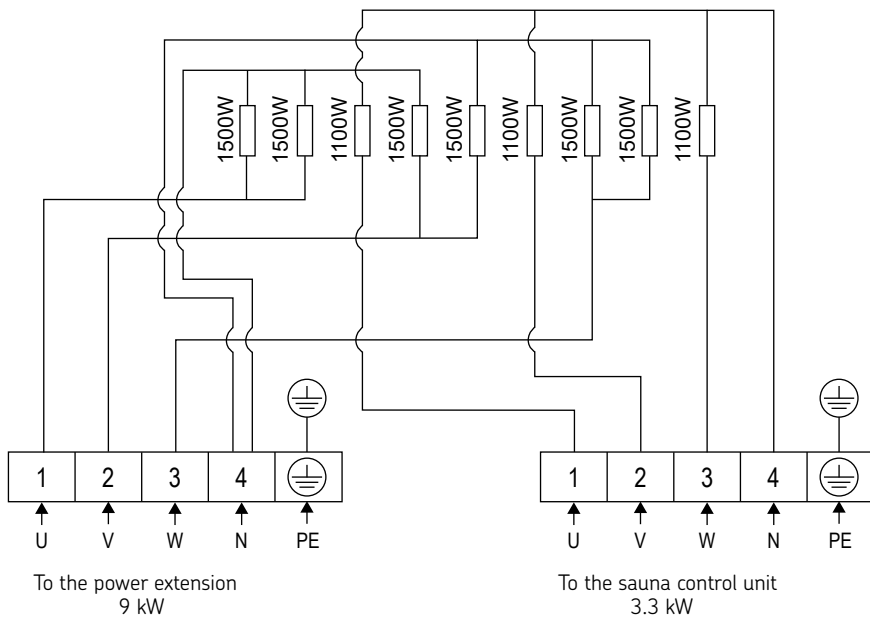 1500W
1500W
1100W
1500W
1500W
1100W
1500W
1500W
1100W
1 2 3 4
1 2 3 4
U V W N PE
U V W N PE
To the power extension
9 kW
To the sauna control unit
3.3 kW